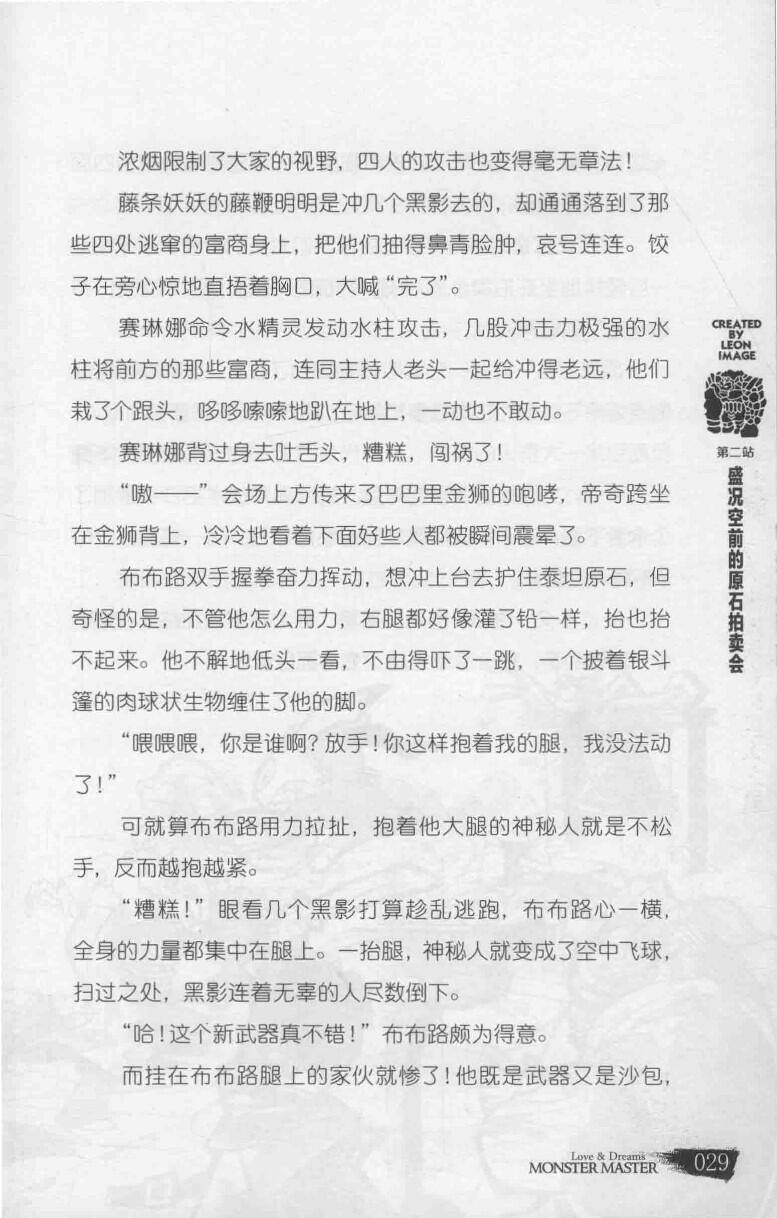 浓烟限制了大家的视野，四人的攻击也变得毫无章法！
藤条妖妖的藤鞭明明是冲几个黑影去的，却通通落到了那
些四处逃窜的富商身上，把他们抽得鼻青脸肿，哀号连连。饺
子在旁心惊地直捂着胸口，大喊“完了”。
赛琳娜命令水精灵发动水柱攻击，几股冲击力极强的水
柱将前方的那些富商，连同主持人老头一起给冲得老远，他们
栽了个跟头，哆哆嗦嗦地趴在地上，一动也不敢动。
赛琳娜背过身去吐舌头，糟糕，闯祸了！
“嗷——”会场上方传来了巴巴里金狮的咆哮，帝奇跨坐
在金狮背上，冷冷地看着下面好些人都被瞬间震晕了。
布布路双手握拳奋力挥动，想冲上台去护住泰坦原石，但
奇怪的是，不管他怎么用力，右腿都好像灌了铅一样，抬也抬
不起来。他不解地低头一看，不由得吓了一跳，一个披着银斗
篷的肉球状生物缠住了他的脚。
“喂喂喂，你是谁啊？放手！你这样抱着我的腿，我没法动
了！”
可就算布布路用力拉扯，抱着他大腿的神秘人就是不松
手，反而越抱越紧。
“糟糕！”眼看几个黑影打算趁乱逃跑，布布路心一横，
全身的力量都集中在腿上。一抬腿，神秘人就变成了空中飞球，
扫过之处，黑影连着无辜的人尽数倒下。
“哈！这个新武器真不错！”布布路颇为得意。
而挂在布布路腿上的家伙就惨了！他既是武器又是沙包，
CREATED
BY
LEON
IMAGE
第二站
盛况空前的原石拍卖会
Love & Dreams
MONSTER MASTER
029